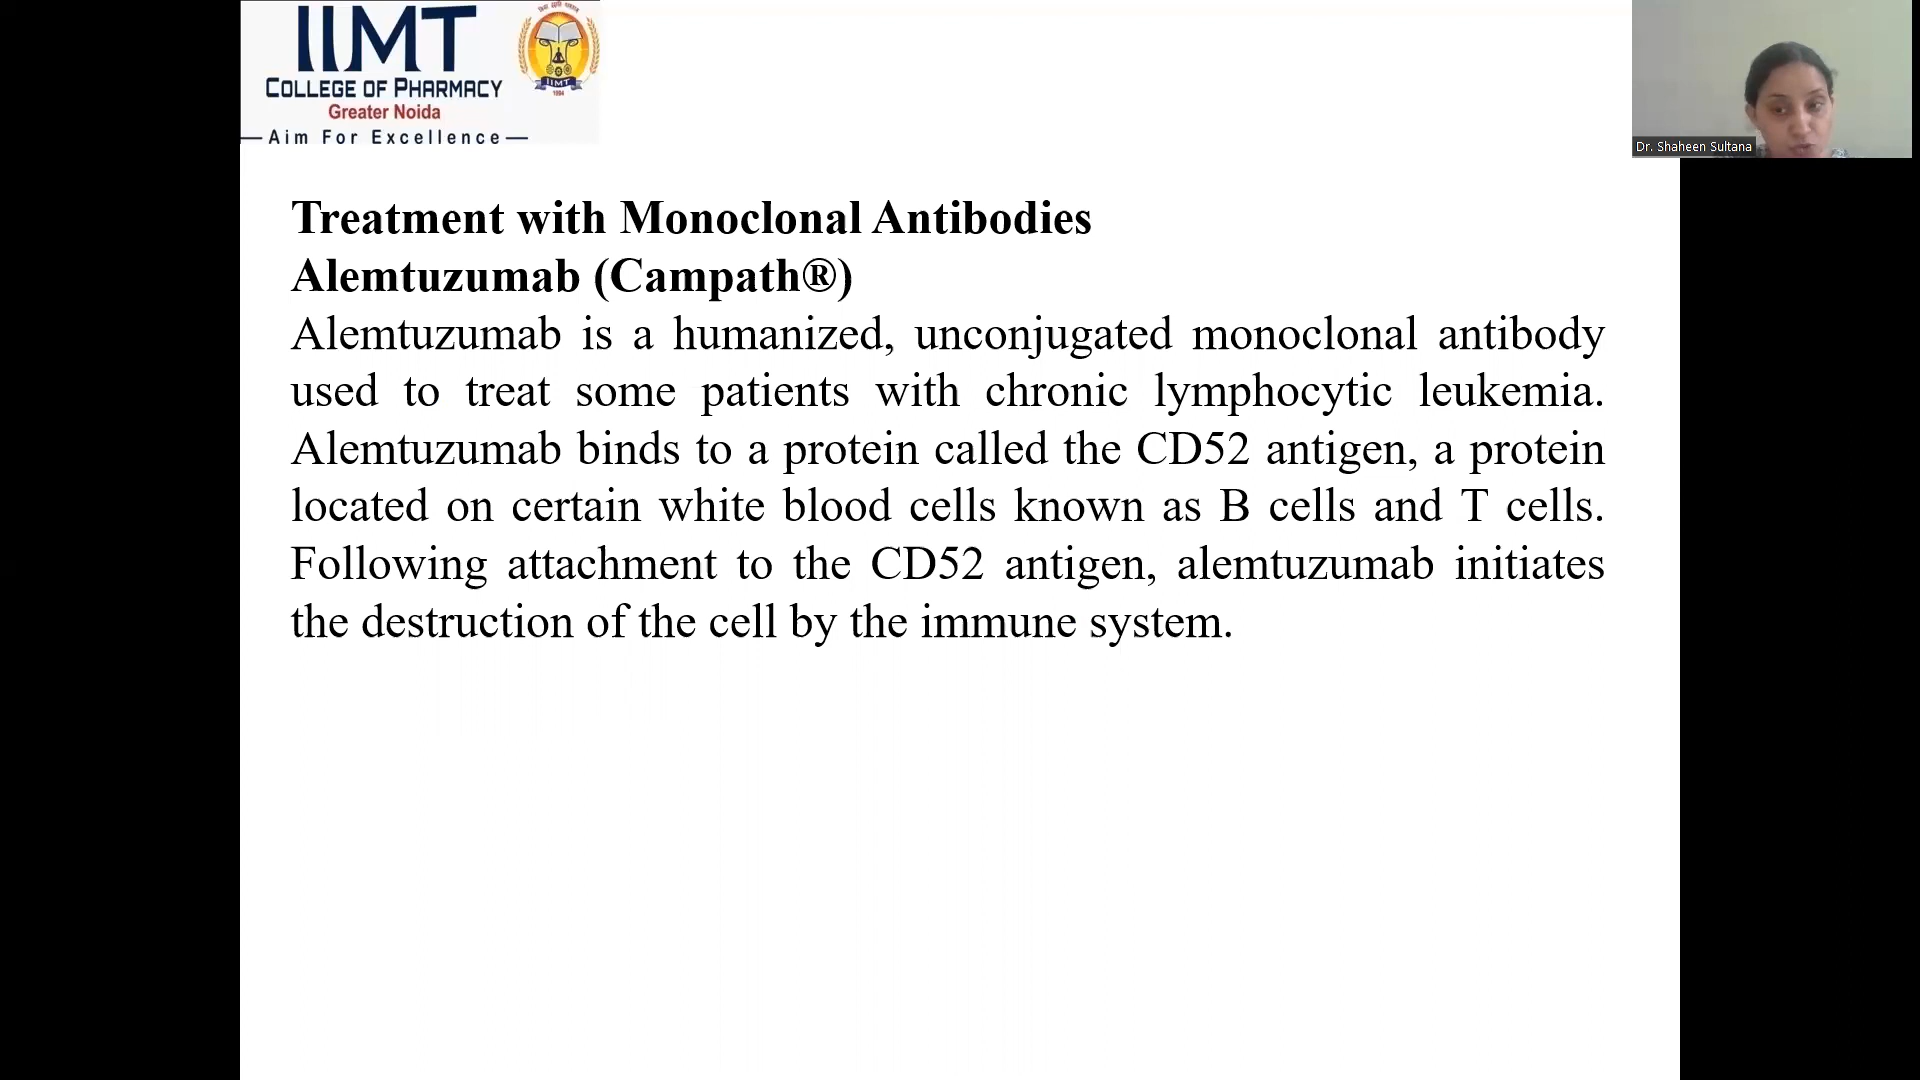 IIMT
COLLEGE OF PHARMACY
Greater Noida
—Aim For Excellence—
IIMT
1994
Dr. Shaheen Sultana
Treatment with Monoclonal Antibodies
Alemtuzumab (Campath®)
Alemtuzumab is a humanized, unconjugated monoclonal antibody
used to treat some patients with chronic lymphocytic leukemia.
Alemtuzumab binds to a protein called the CD52 antigen, a protein
located on certain white blood cells known as B cells and T cells.
Following attachment to the CD52 antigen, alemtuzumab initiates
the destruction of the cell by the immune system.